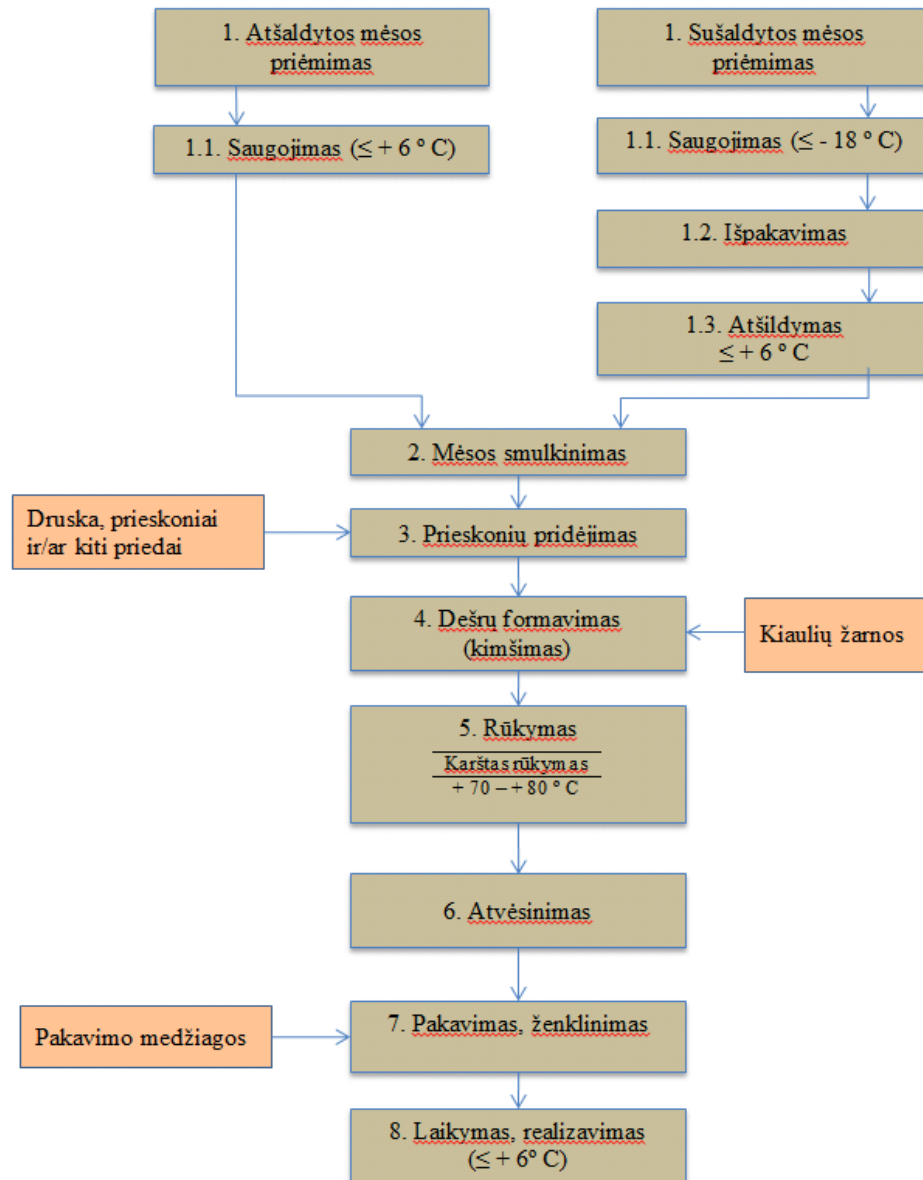 1. Atšaldytos mėsos
priėmimas
1. Sušaldytos mėsos
priėmimas
1.1. Saugojimas (≤ + 6 ° C)
1.1. Saugojimas (≤ - 18 ° C)
1.2. Išpakavimas
1.3. Atšildymas
≤ + 6 ° C
2. Mėsos smulkinimas
Druska, prieskoniai
ir/ar kiti priedai
3. Prieskonių pridėjimas
4. Dešrų formavimas
(kimšimas)
Kiaulių žarnos
5. Rūkymas
Karštas rūkymas
+ 70 – + 80 ° C
6. Atvėsinimas
Pakavimo medžiagos
7. Pakavimas, ženklinimas
8. Laikymas, realizavimas
(≤ + 6° C)